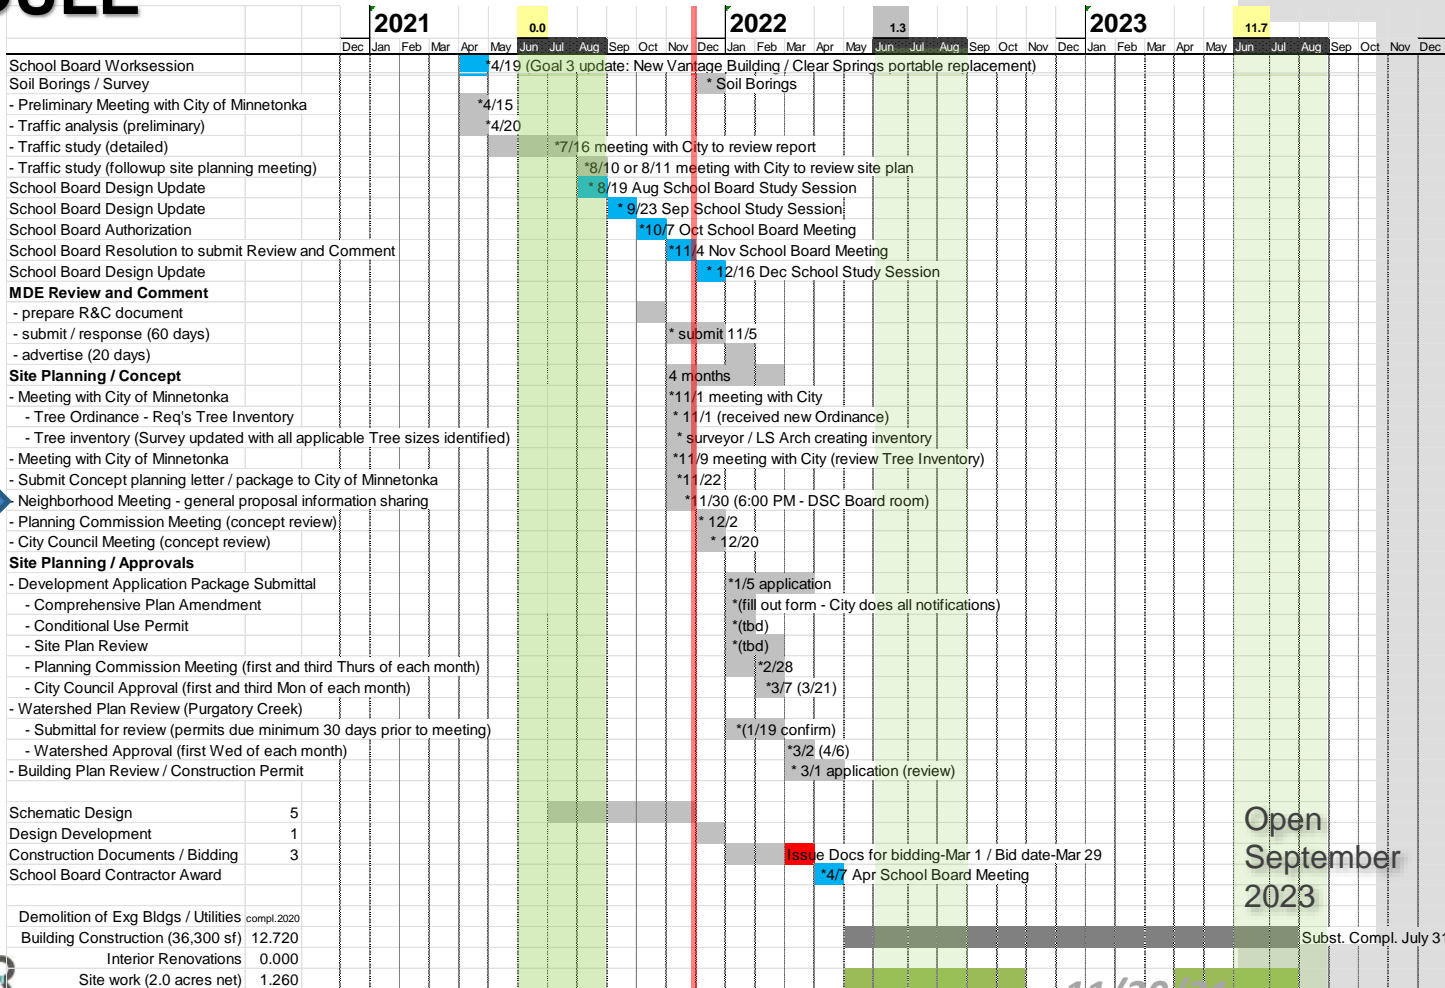 2021 0.0 2022 1.3 2023 11.7
Dec Jan Feb Mar Apr May Jun Jul Aug Sep Oct Nov Dec Jan Feb Mar Apr May Jun Jul Aug Sep Oct Nov Dec Jan Feb Mar Apr May Jun Jul Aug Sep Oct Nov Dec
School Board Worksession *4/19 (Goal 3 update: New Vantage Building / Clear Springs portable replacement)
Soil Borings / Survey * Soil Borings
- Preliminary Meeting with City of Minnetonka *4/15
- Traffic analysis (preliminary) *4/20
- Traffic study (detailed) *7/16 meeting with City to review report
- Traffic study (followup site planning meeting) *8/10 or 8/11 meeting with City to review site plan
School Board Design Update * 8/19 Aug School Board Study Session
School Board Design Update * 9/23 Sep School Study Session
School Board Authorization *10/7 Oct School Board Meeting
School Board Resolution to submit Review and Comment *11/4 Nov School Board Meeting
School Board Design Update * 12/16 Dec School Study Session
MDE Review and Comment
- prepare R&C document
- submit / response (60 days) * submit 11/5
- advertise (20 days)
Site Planning / Concept 4 months
- Meeting with City of Minnetonka *11/1 meeting with City
- Tree Ordinance - Req's Tree Inventory * 11/1 (received new Ordinance)
- Tree inventory (Survey updated with all applicable Tree sizes identified) * surveyor / LS Arch creating inventory
- Meeting with City of Minnetonka *11/9 meeting with City (review Tree Inventory)
- Submit Concept planning letter / package to City of Minnetonka *11/22
- Neighborhood Meeting - general proposal information sharing *11/30 (6:00 PM - DSC Board room)
- Planning Commission Meeting (concept review) * 12/2
- City Council Meeting (concept review) * 12/20
Site Planning / Approvals
- Development Application Package Submittal *1/5 application
- Comprehensive Plan Amendment *(fill out form - City does all notifications)
- Conditional Use Permit *(tbd)
- Site Plan Review *(tbd)
- Planning Commission Meeting (first and third Thurs of each month) *2/28
- City Council Approval (first and third Mon of each month) *3/7 (3/21)
- Watershed Plan Review (Purgatory Creek)
- Submittal for review (permits due minimum 30 days prior to meeting) *(1/19 confirm)
- Watershed Approval (first Wed of each month) *3/2 (4/6)
- Building Plan Review / Construction Permit * 3/1 application (review)
Schematic Design 5
Design Development 1
Construction Documents / Bidding 3 Issue Docs for bidding-Mar 1 / Bid date-Mar 29
School Board Contractor Award *4/7 Apr School Board Meeting
Open
September
2023
Demolition of Exg Bldgs / Utilities compl.2020
Building Construction (36,300 sf) 12.720 Subst. Compl. July 31
Interior Renovations 0.000
Site work (2.0 acres net) 1.260